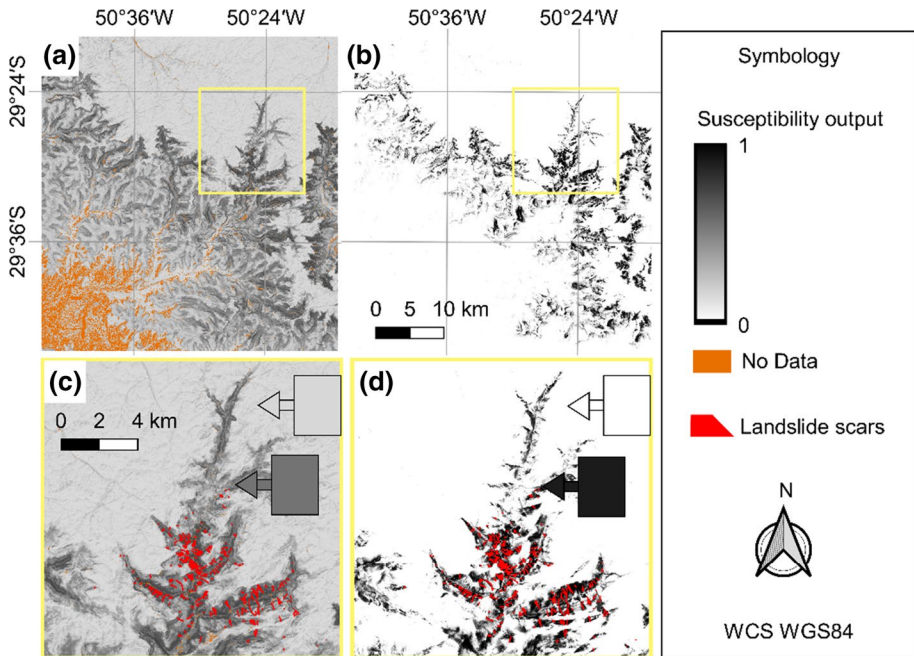 50°36'W 50°24'W 50°36'W 50°24'W
(a)
(b)
29°24'S
29°36'S
0 5 10 km
(c)
0 2 4 km
(d)
Symbology
Susceptibility output
1
0
No Data
Landslide scars
N
WCS WGS84